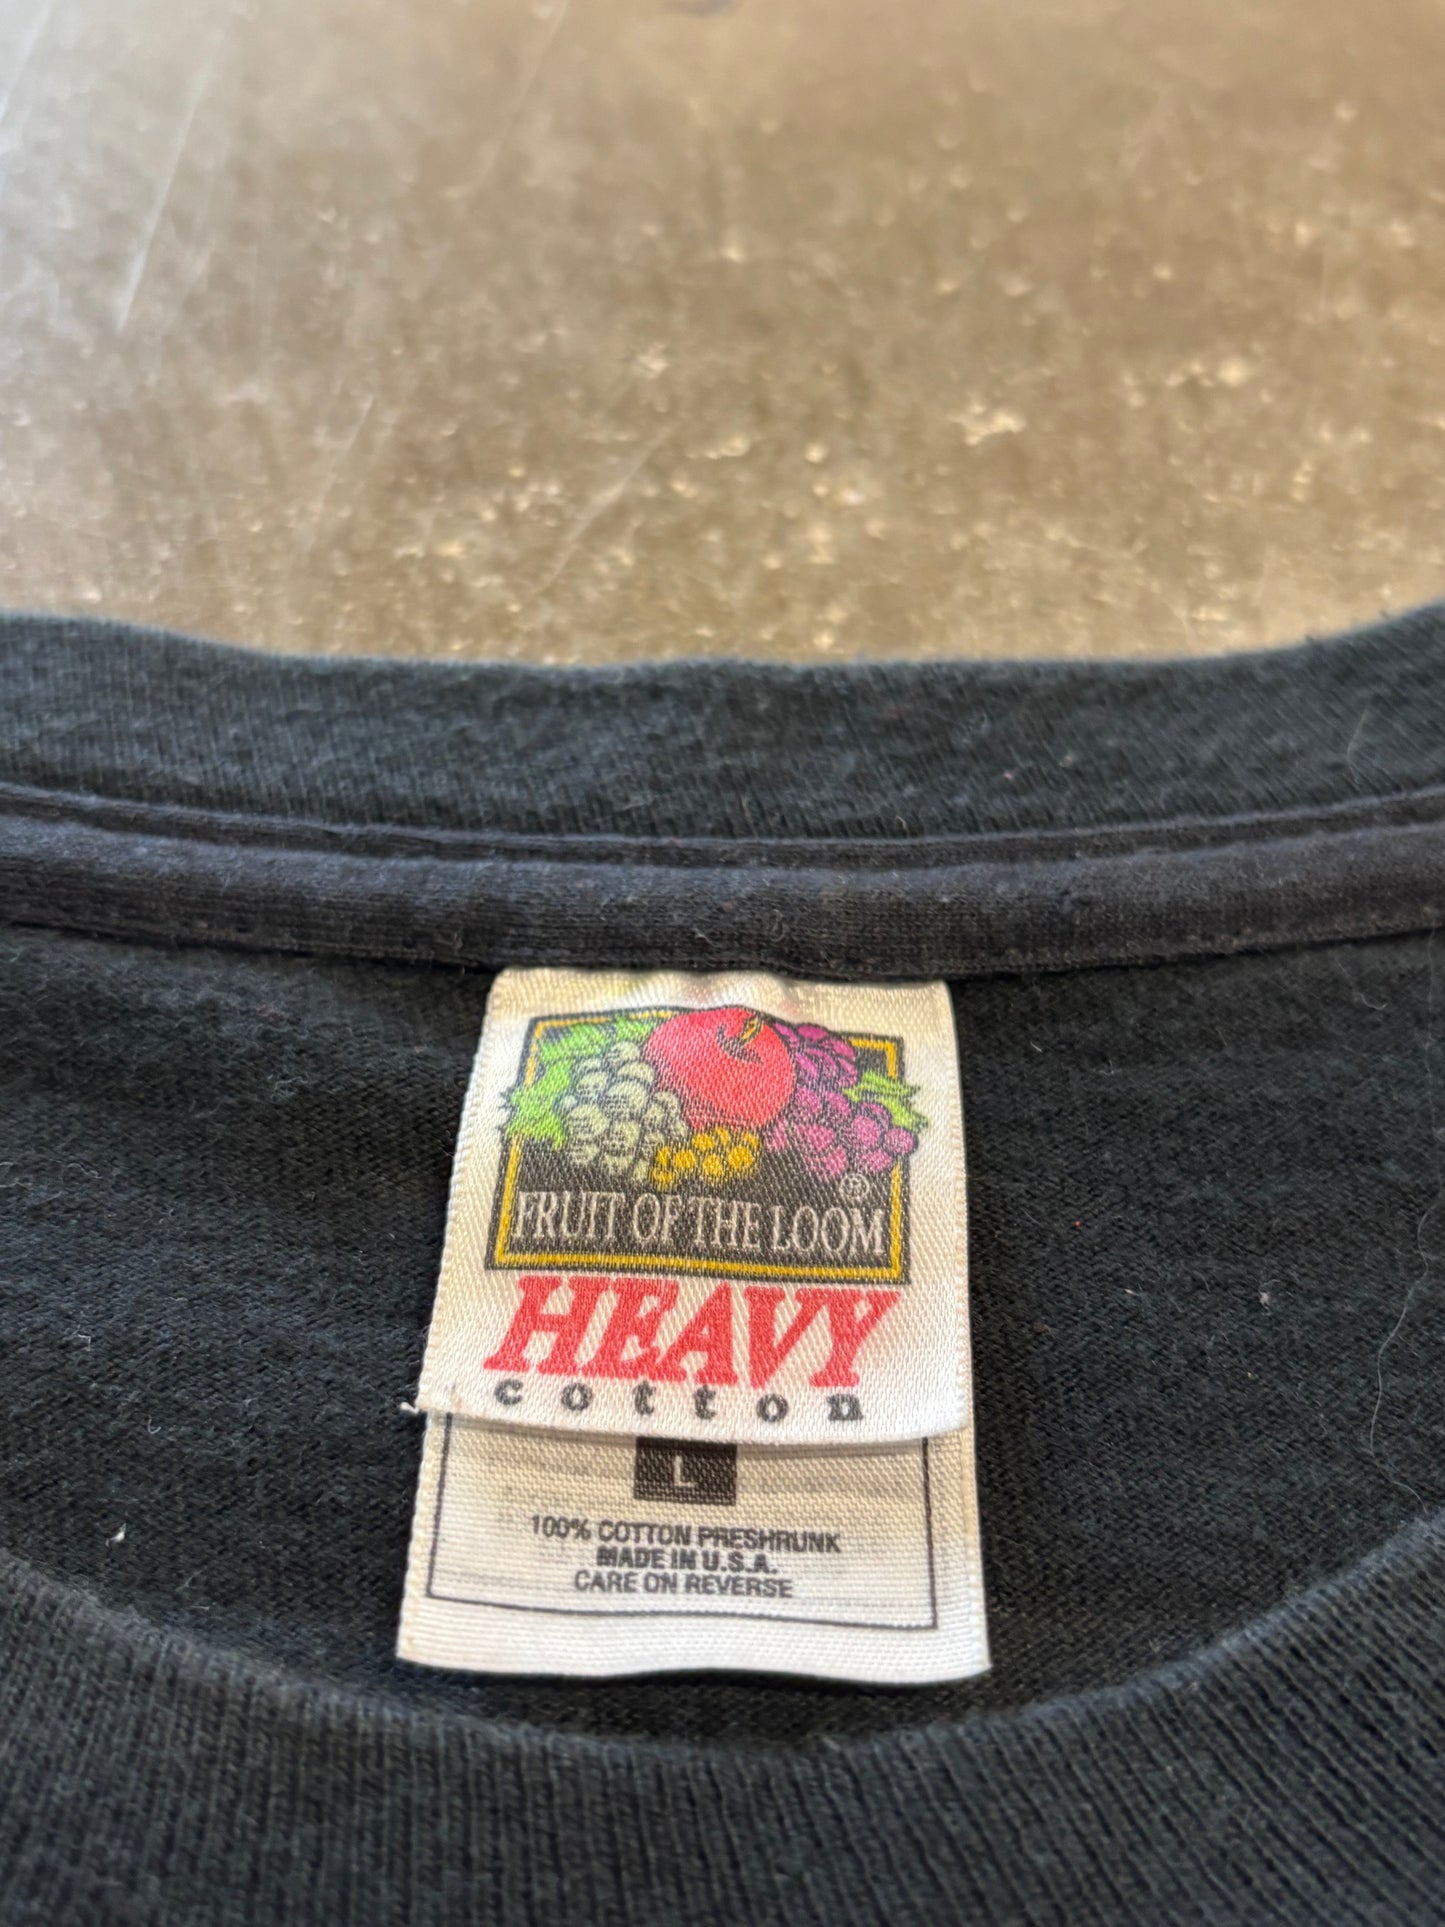 ®
FRUIT OF THE LOOM
HEAVY
cotton
L
100% COTTON PRESHRUNK
MADE IN U.S.A.
CARE ON REVERSE